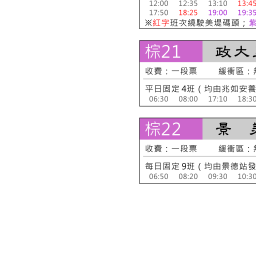 12:00 12:35 13:10 13:45
17:50 18:25 19:00 19:35
※紅字班次繞駛美堤碼頭；紫
棕21 政大
收費：一段票 緩衝區：
平日固定4班（均由兆如安養
06:30 08:00 17:10 18:30
棕22 景
收費：一段票 緩衝區：
每日固定9班（均由景德站發
06:50 08:20 09:30 10:30